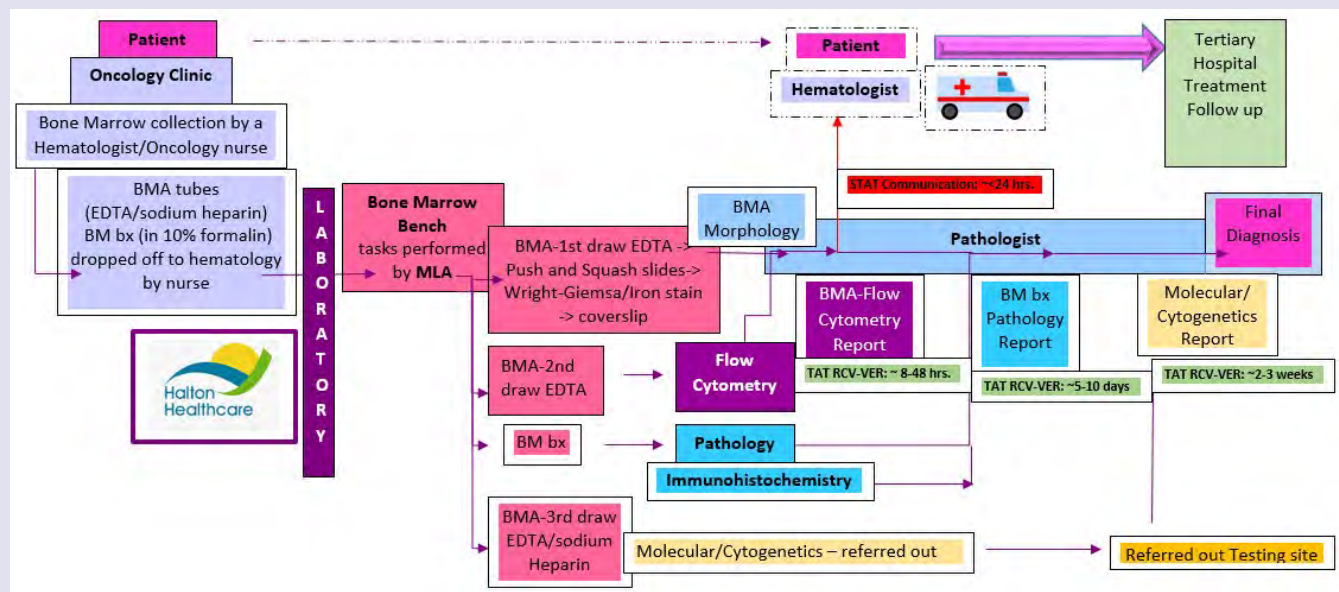 Patient
Oncology Clinic
Bone Marrow collection by a
Hematologist/Oncology nurse
BMA tubes
(EDTA/sodium heparin)
BM bx (in 10% formalin)
dropped off to hematology
by nurse
Halton
Healthcare
LABORATORY
Bone Marrow
Bench
tasks performed
by MLA
BMA-1st draw EDTA ->
Push and Squash slides->
Wright-Giemsa/Iron stain
-> coverslip
BMA-2nd
draw EDTA
BM bx
BMA-3rd draw
EDTA/sodium
Heparin
Flow
Cytometry
Pathology
Immunohistochemistry
Molecular/Cytogenetics – referred out
Referred out Testing site
BMA
Morphology
Patient
Hematologist
STAT Communication: ~<24 hrs.
Pathologist
BMA-Flow
Cytometry
Report
TAT RCV-VER: ~ 8-48 hrs.
BM bx
Pathology
Report
TAT RCV-VER: ~5-10 days
Molecular/
Cytogenetics
Report
TAT RCV-VER: ~2-3 weeks
Final
Diagnosis
Tertiary
Hospital
Treatment
Follow up